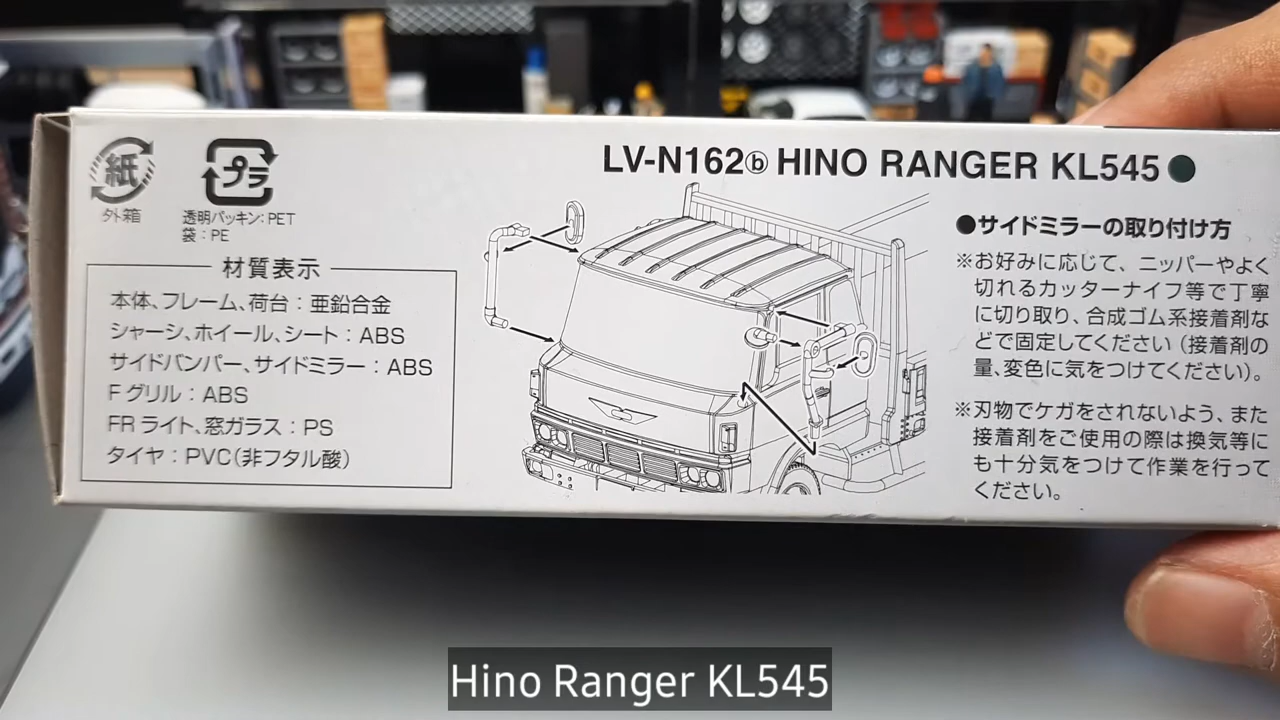 紙
外箱
プラ
透明パッキン：PET
袋：PE
材質表示
本体、フレーム、荷台：亜鉛合金
シャーシ、ホイール、シート：ABS
サイドバンパー、サイドミラー：ABS
Fグリル：ABS
FRライト、窓ガラス：PS
タイヤ：PVC（非フタル酸）
LV-N162ⓑ HINO RANGER KL545●
●サイドミラーの取り付け方
※お好みに応じて、ニッパーやよく
切れるカッターナイフ等で丁寧
に切り取り、合成ゴム系接着剤な
どで固定してください（接着剤の
量、変色に気をつけてください）。
※刃物でケガをされないよう、また
接着剤をご使用の際は換気等に
も十分気をつけて作業を行って
ください。
Hino Ranger KL545